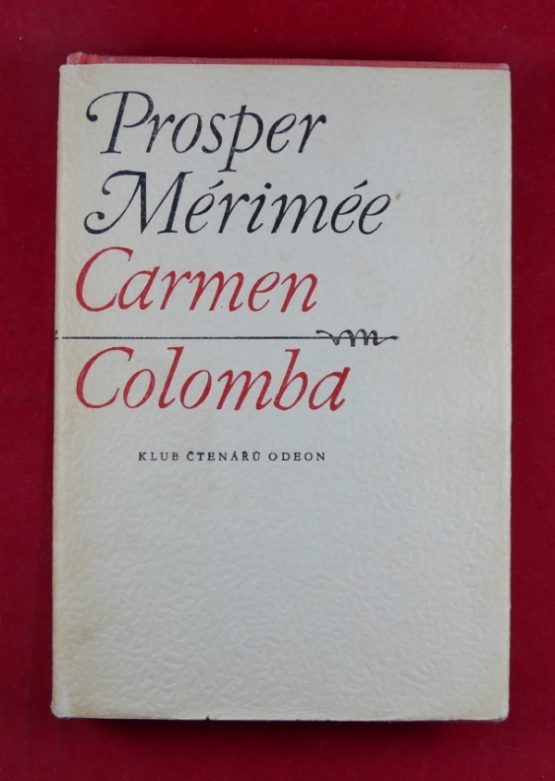 Prosper
Mérimée
Carmen
Colomba
KLUB ČTENÁŘŮ ODEON